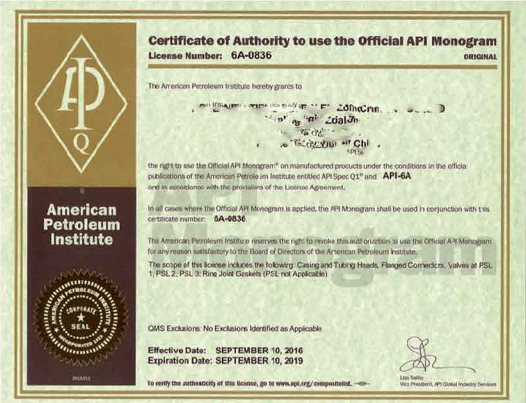 Certificate of Authority to use the Official API Monogram
License Number: 6A-0836
ORIGINAL
The American Petroleum Institute hereby grants to
the right to use the Official API Monogram® on manufactured products under the conditions in the official
publications of the American Petroleum Institute entitled API Spec Q1® and API-6A
and in accordance with the provisions of the License Agreement.
In all cases where the Official API Monogram is applied, the API Monogram shall be used in conjunction with this
certificate number: 6A-0836
The American Petroleum Institute reserves the right to revoke this authorization to use the Official API Monogram
for any reason satisfactory to the Board of Directors of the American Petroleum Institute.
The scope of this license includes the following: Casing and Tubing Heads, Flanged Connectors, Valves at PSL
1, PSL 2, PSL 3; Ring Joint Gaskets (PSL not Applicable)
QMS Exclusions: No Exclusions Identified as Applicable
Effective Date: SEPTEMBER 10, 2016
Expiration Date: SEPTEMBER 10, 2019
To verify the authenticity of this license, go to www.api.org/compositelist.
Vice President, API Global Industry Services
API
Q
American
Petroleum
Institute
AMERICAN PETROLEUM INSTITUTE
CORPORATE
SEAL